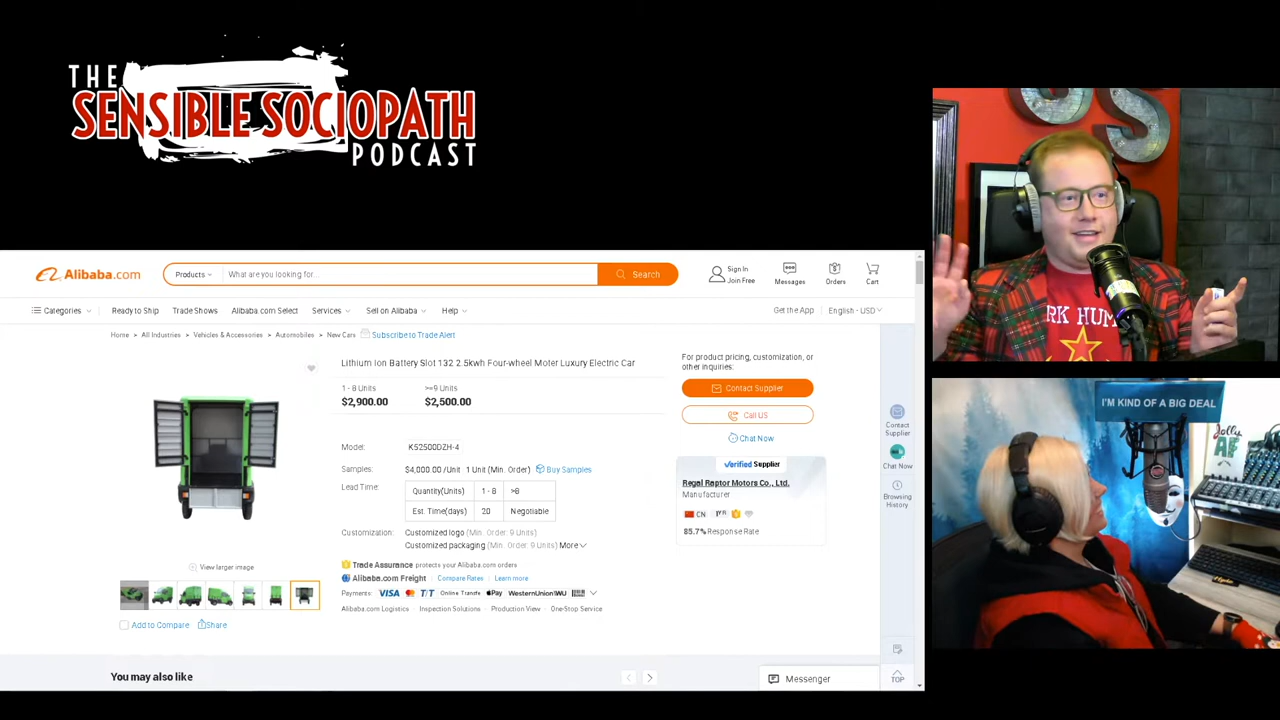 THE
SENSIBLE SOCIOPATH
PODCAST
Alibaba.com
Products
What are you looking for...
Search
Sign In
Join Free
Messages
Orders
Cart
Categories
Ready to Ship
Trade Shows
Alibaba.com Select
Services
Sell on Alibaba
Help
Get the App
English - USD
Home
All Industries
Vehicles & Accessories
Automobiles
New Cars
Subscribe to Trade Alert
Lithium Ion Battery Slot 132 2.5kwh Four-wheel Moter Luxury Electric Car
1 - 8 Units
>=9 Units
$2,900.00
$2,500.00
Model:
KS2500DZH-4
Samples:
$4,000.00 /Unit 1 Unit (Min. Order) Buy Samples
Lead Time:
Quantity(Units) 1 - 8 >8
Est. Time(days) 20 Negotiable
Customization:
Customized logo (Min. Order: 9 Units)
Customized packaging (Min. Order: 9 Units) More
View larger image
Trade Assurance protects your Alibaba.com orders
Alibaba.com Freight Compare Rates Learn more
Payments: VISA T/T Online Transfer Pay WesternUnion WU
Alibaba.com Logistics Inspection Solutions Production View One-Stop Service
Add to Compare
Share
You may also like
For product pricing, customization, or
other inquiries:
Contact Supplier
Call US
Chat Now
Verified Supplier
Regal Raptor Motors Co., Ltd.
Manufacturer
CN
85.7% Response Rate
Contact
Supplier
Chat Now
Browsing
History
TOP
Messenger
S
RK HUM
I'M KIND OF A BIG DEAL
Jolly
AF